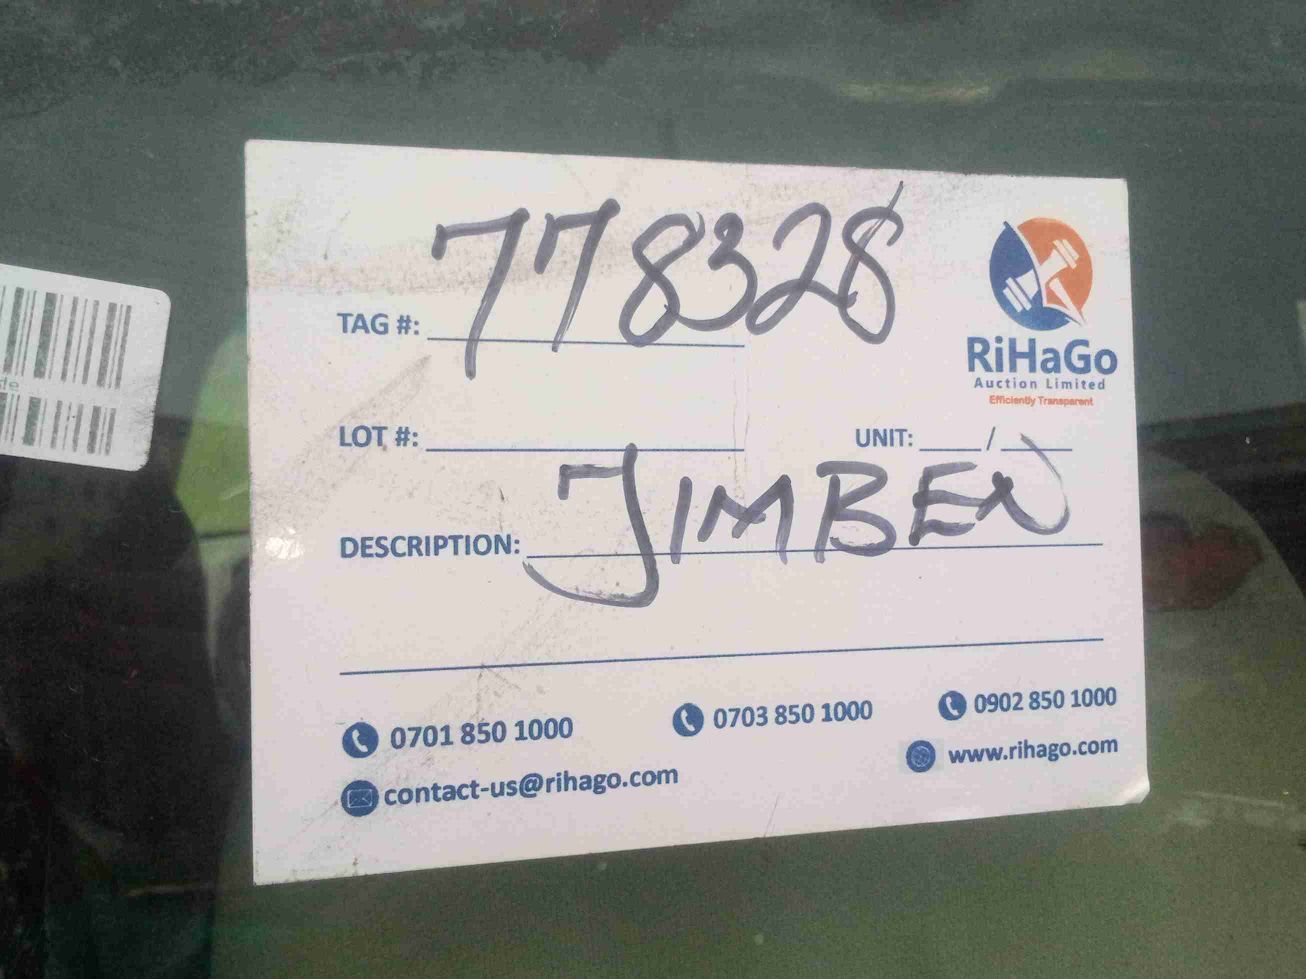 TAG #: 778328
RiHaGo
Auction Limited
Efficiently Transparent
LOT #:
UNIT: /
DESCRIPTION: JIMBEN
0701 850 1000 0703 850 1000 0902 850 1000
contact-us@rihago.com www.rihago.com